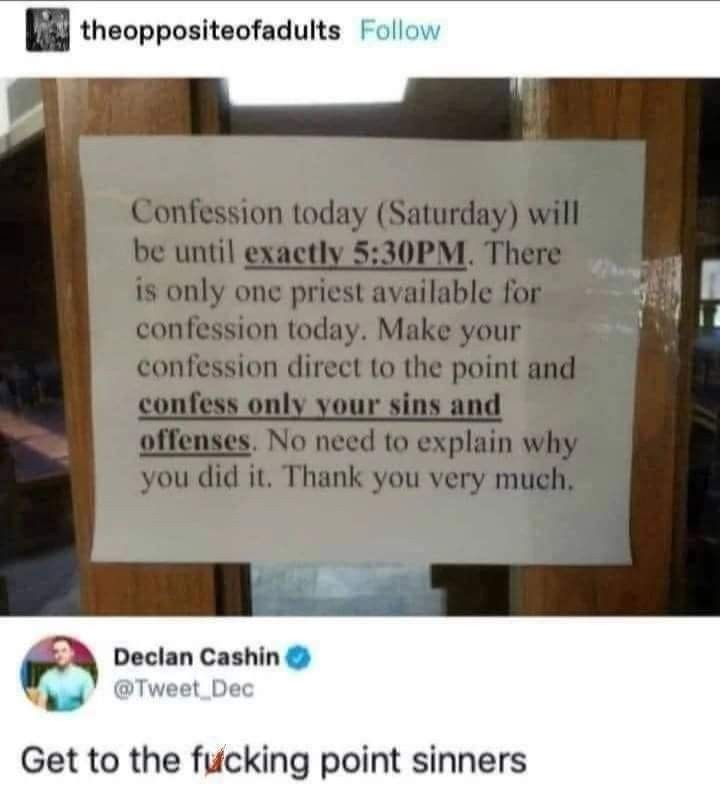 theoppositeofadults Follow
Confession today (Saturday) will
be until exactly 5:30PM. There
is only one priest available for
confession today. Make your
confession direct to the point and
confess only your sins and
offenses. No need to explain why
you did it. Thank you very much.
Declan Cashin
@Tweet_Dec
Get to the fucking point sinners